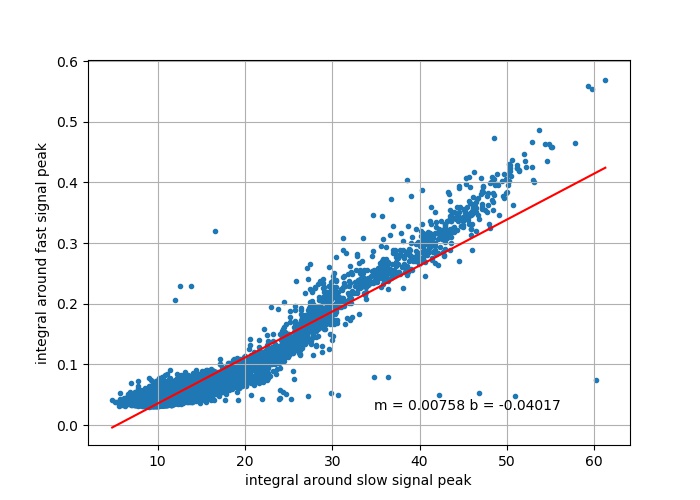 0.6
0.5
0.4
0.3
0.2
0.1
0.0
integral around fast signal peak
m = 0.00758 b = -0.04017
10 20 30 40 50 60
integral around slow signal peak